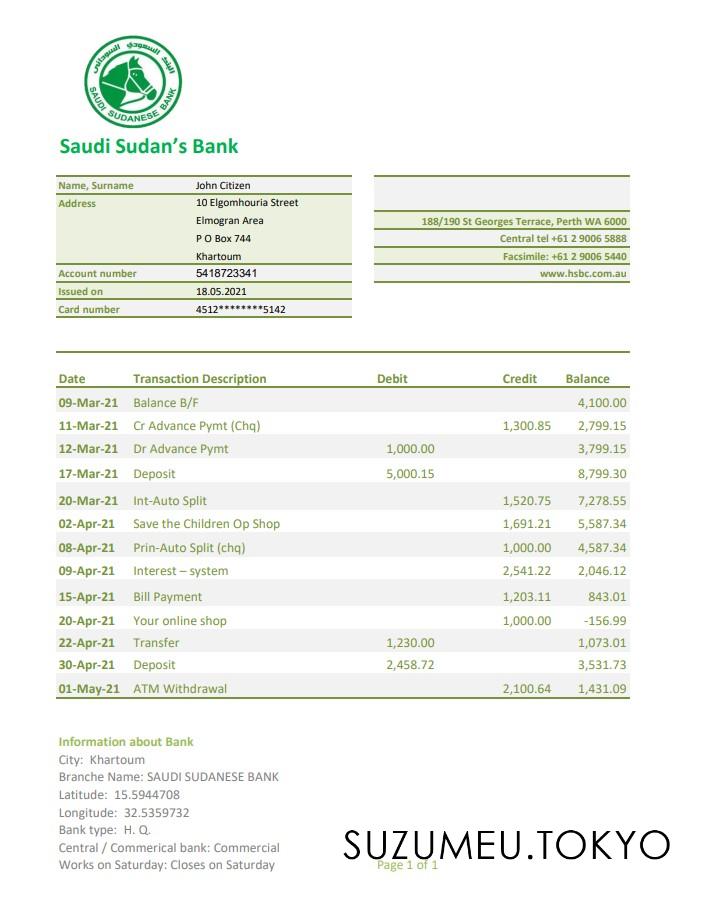 البنك السعودي السوداني
SAUDI SUDANESE BANK
Saudi Sudan's Bank
Name, Surname John Citizen
Address 10 Elgomhouria Street
Elmogran Area
P O Box 744
Khartoum
Account number 5418723341
Issued on 18.05.2021
Card number 4512********5142
188/190 St Georges Terrace, Perth WA 6000
Central tel +61 2 9006 5888
Facsimile: +61 2 9006 5440
www.hsbc.com.au
Date Transaction Description Debit Credit Balance
09-Mar-21 Balance B/F 4,100.00
11-Mar-21 Cr Advance Pymt (Chq) 1,300.85 2,799.15
12-Mar-21 Dr Advance Pymt 1,000.00 3,799.15
17-Mar-21 Deposit 5,000.15 8,799.30
20-Mar-21 Int-Auto Split 1,520.75 7,278.55
02-Apr-21 Save the Children Op Shop 1,691.21 5,587.34
08-Apr-21 Prin-Auto Split (chq) 1,000.00 4,587.34
09-Apr-21 Interest – system 2,541.22 2,046.12
15-Apr-21 Bill Payment 1,203.11 843.01
20-Apr-21 Your online shop 1,000.00 -156.99
22-Apr-21 Transfer 1,230.00 1,073.01
30-Apr-21 Deposit 2,458.72 3,531.73
01-May-21 ATM Withdrawal 2,100.64 1,431.09
Information about Bank
City: Khartoum
Branche Name: SAUDI SUDANESE BANK
Latitude: 15.5944708
Longitude: 32.5359732
Bank type: H. Q.
Central / Commerical bank: Commercial
Works on Saturday: Closes on Saturday
SUZUMEU.TOKYO
Page 1 of 1